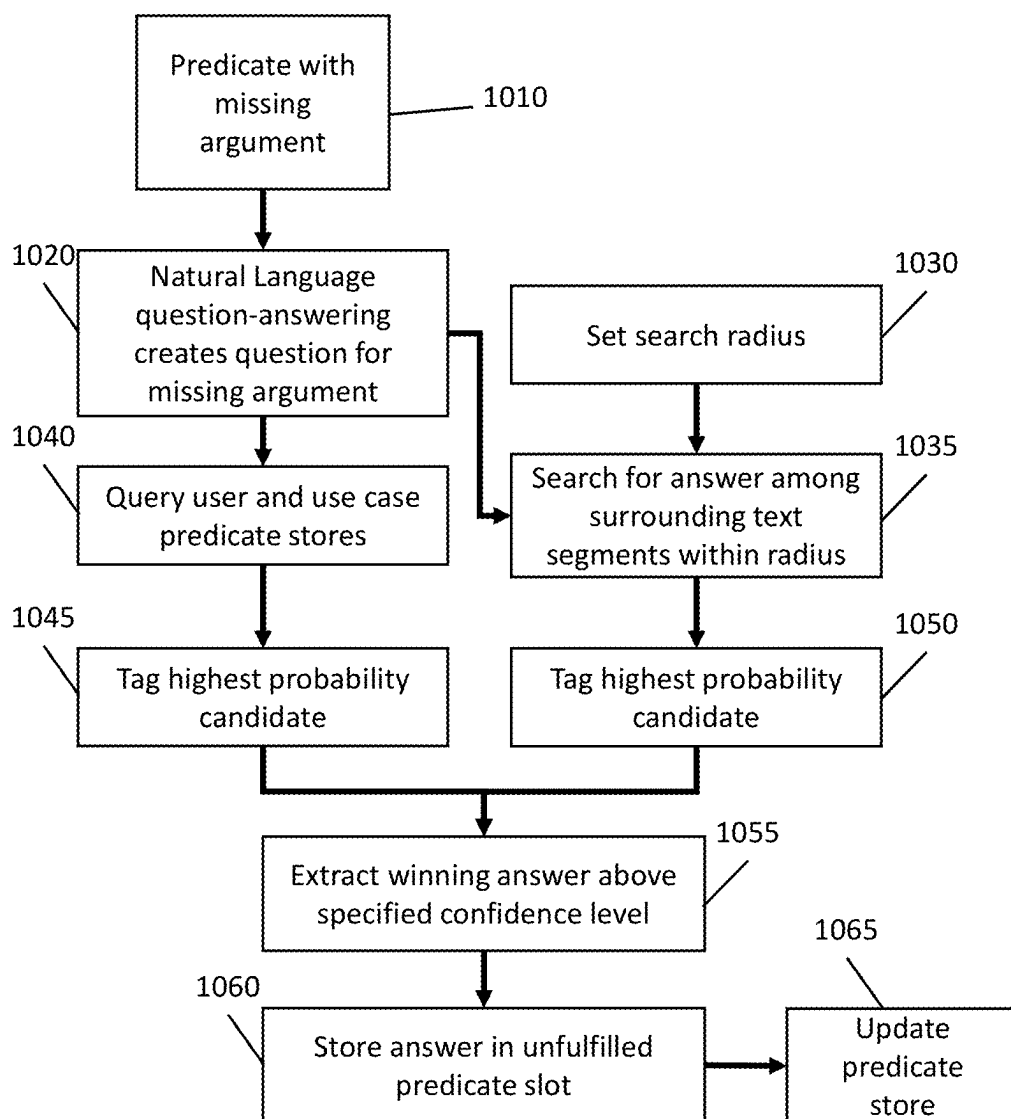 Predicate with
missing
argument
1010
1020
Natural Language
question-answering
creates question for
missing argument
1030
Set search radius
1040
Query user and use case
predicate stores
1035
Search for answer among
surrounding text
segments within radius
1045
Tag highest probability
candidate
1050
Tag highest probability
candidate
1055
Extract winning answer above
specified confidence level
1060
Store answer in unfulfilled
predicate slot
1065
Update
predicate
store